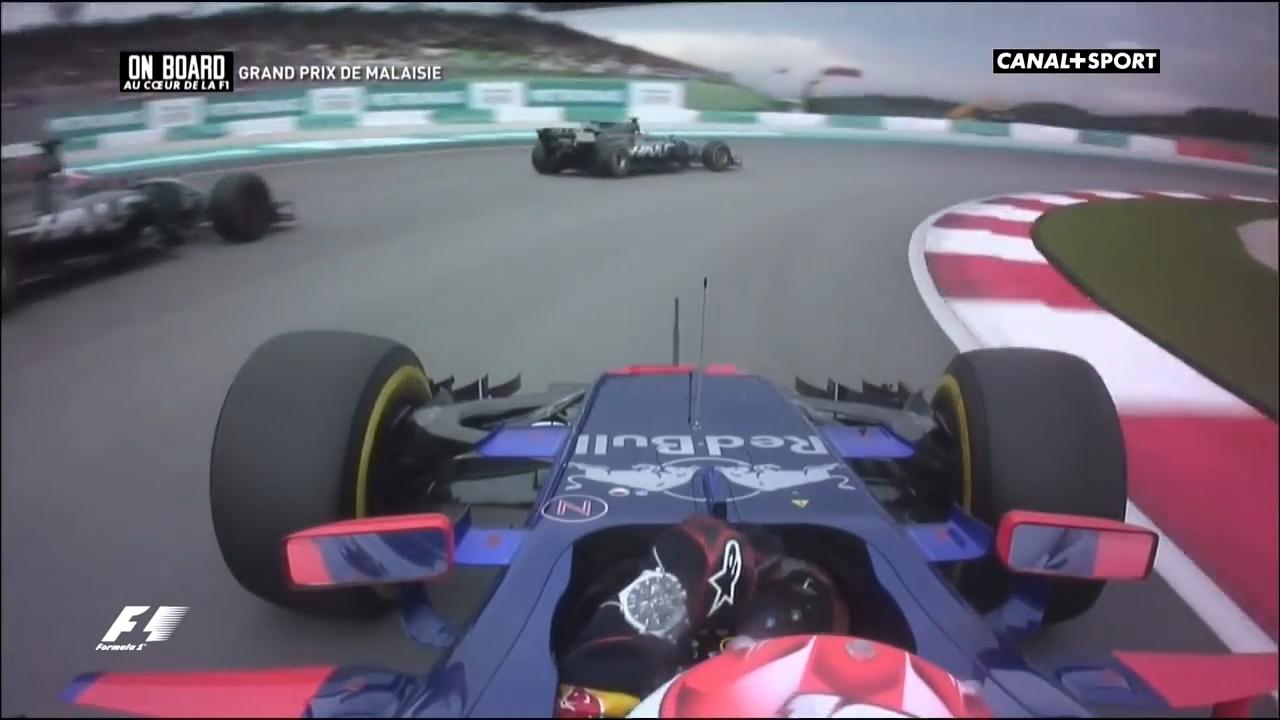 ON BOARD
AU CŒUR DE LA F1
GRAND PRIX DE MALAISIE
CANAL+SPORT
Red Bull
F1
Formula 1